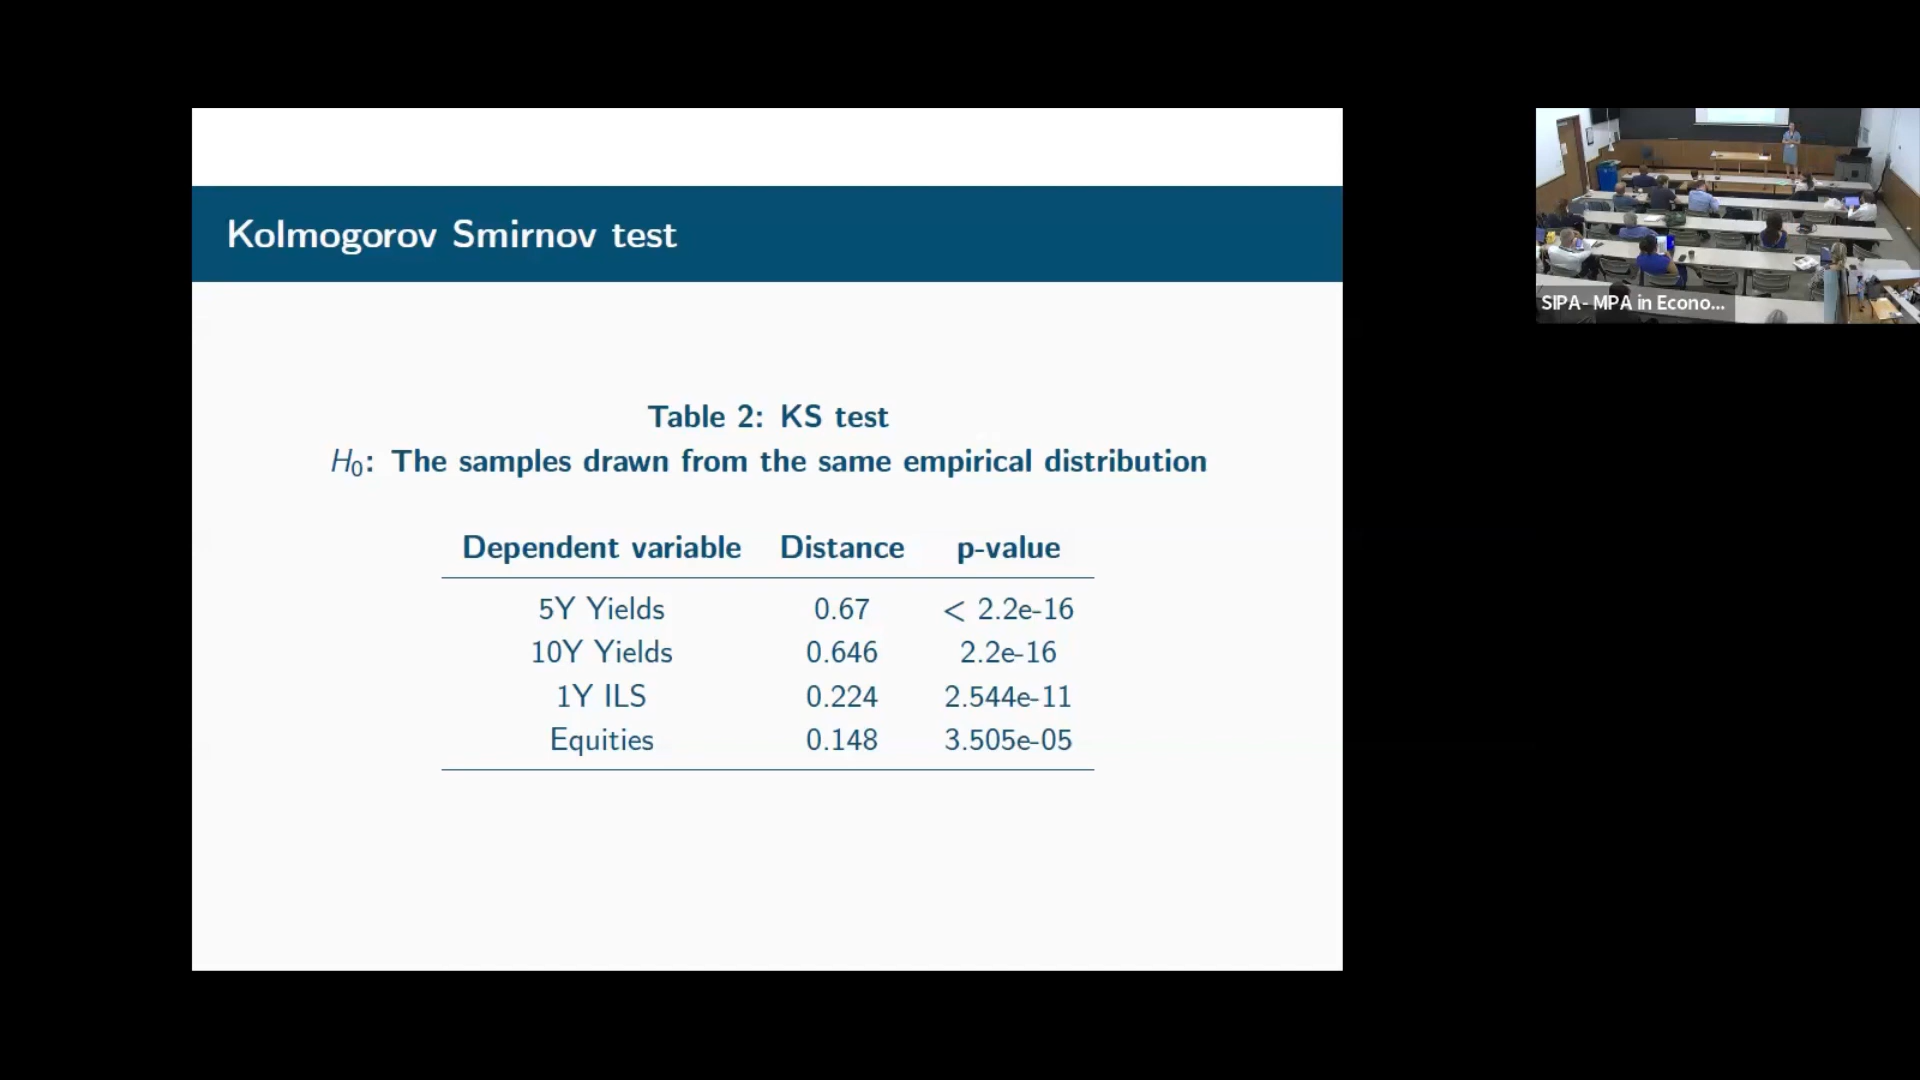 Kolmogorov Smirnov test
Table 2: KS test
H₀: The samples drawn from the same empirical distribution
Dependent variable Distance p-value
5Y Yields 0.67 < 2.2e-16
10Y Yields 0.646 2.2e-16
1Y ILS 0.224 2.544e-11
Equities 0.148 3.505e-05
SIPA- MPA in Econo...